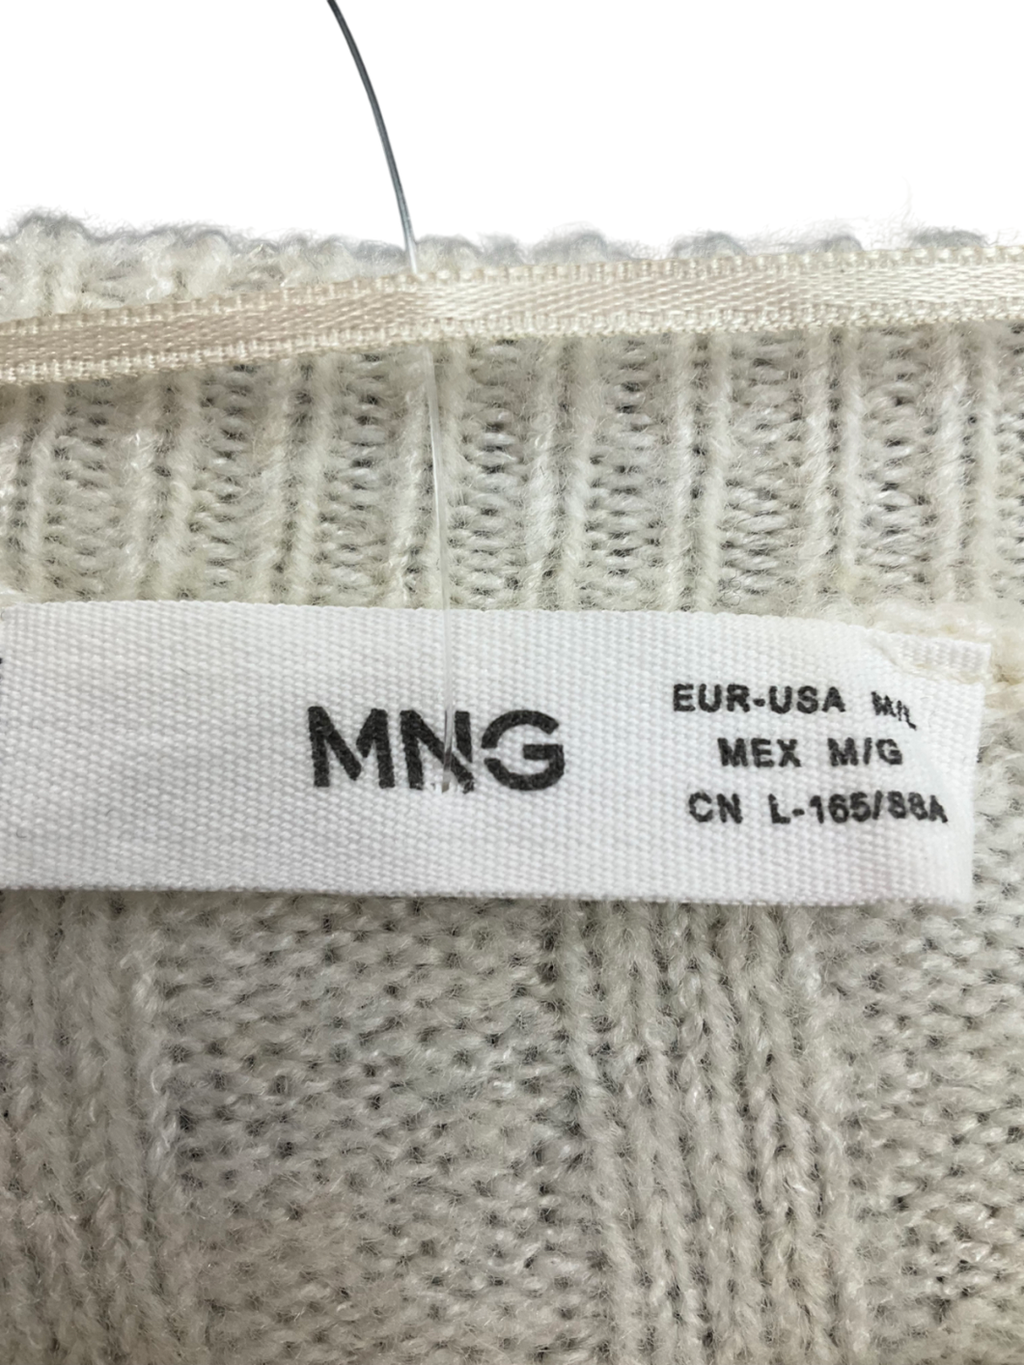 MNG
EUR-USA M/L
MEX M/G
CN L-165/88A